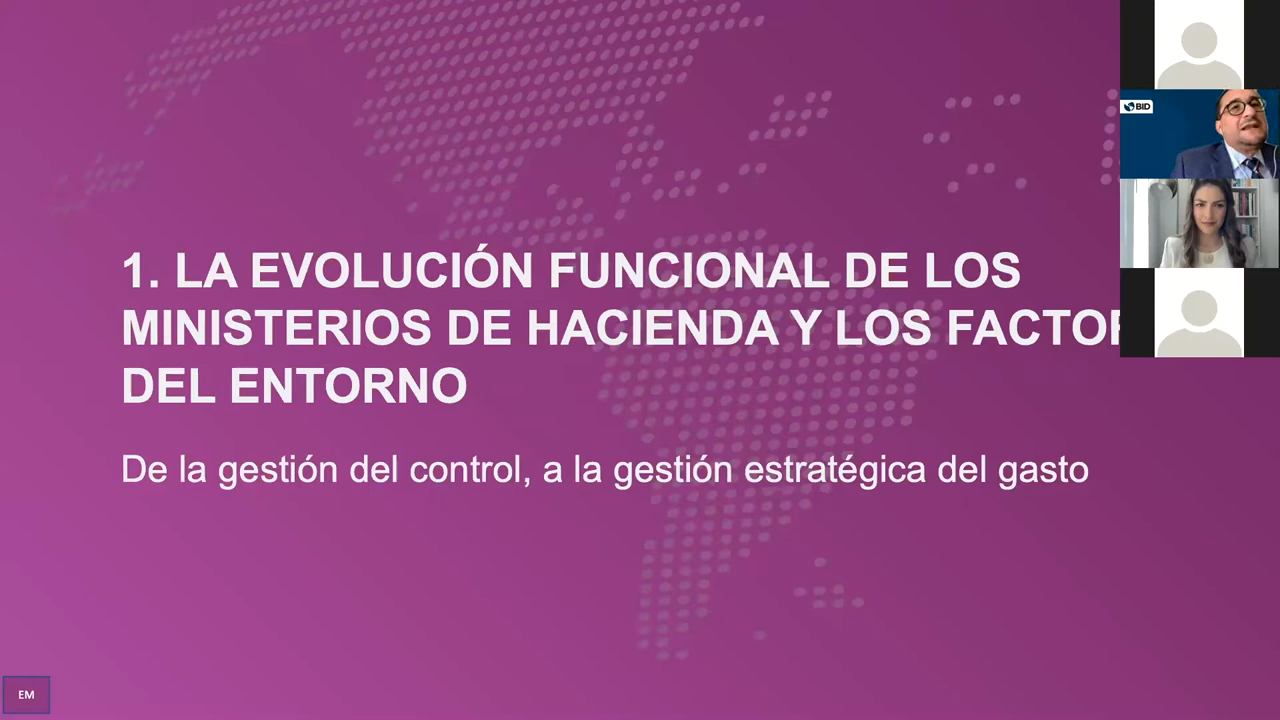 1. LA EVOLUCIÓN FUNCIONAL DE LOS
MINISTERIOS DE HACIENDA Y LOS
DEL ENTORNO
De la gestión del control, a la gestión estratégica del gasto
BID
EM